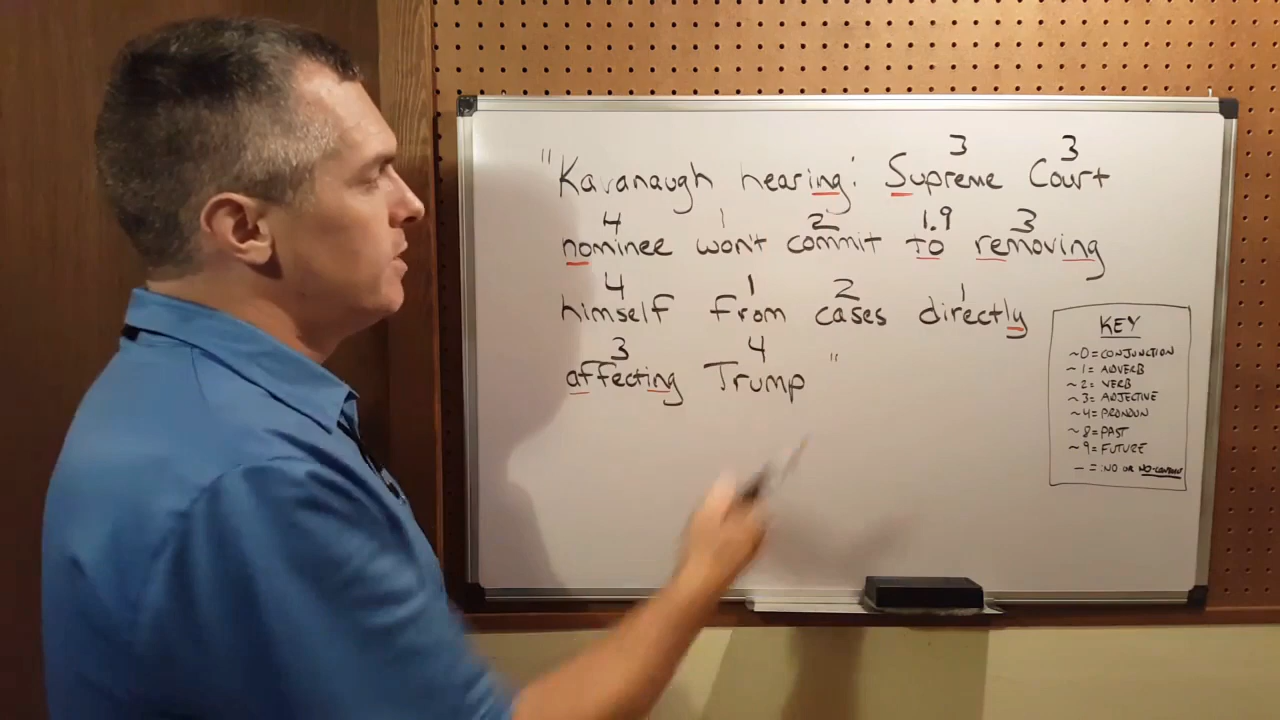 3 3
"Kavanaugh hearing: Supreme Court
4 1 2 1.9 3
nominee won't commit to removing
4 1 2 1
himself from cases directly
3 4
affecting Trump "
KEY
~0=CONJUNCTION
~1= ADVERB
~2= VERB
~3= ADJECTIVE
~4= PRONOUN
~8= PAST
~9= FUTURE
— = NO OR NO-CONTRACT